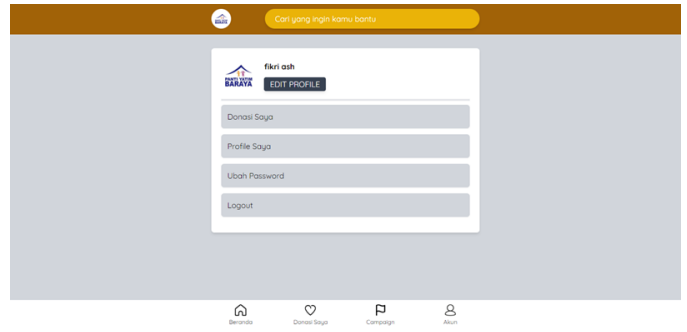 Cari yang ingin kamu bantu
fikri ash
PANTI YATIM
BARAYA
EDIT PROFILE
Donasi Saya
Profile Saya
Ubah Password
Logout
Beranda
Donasi Saya
Campaign
Akun